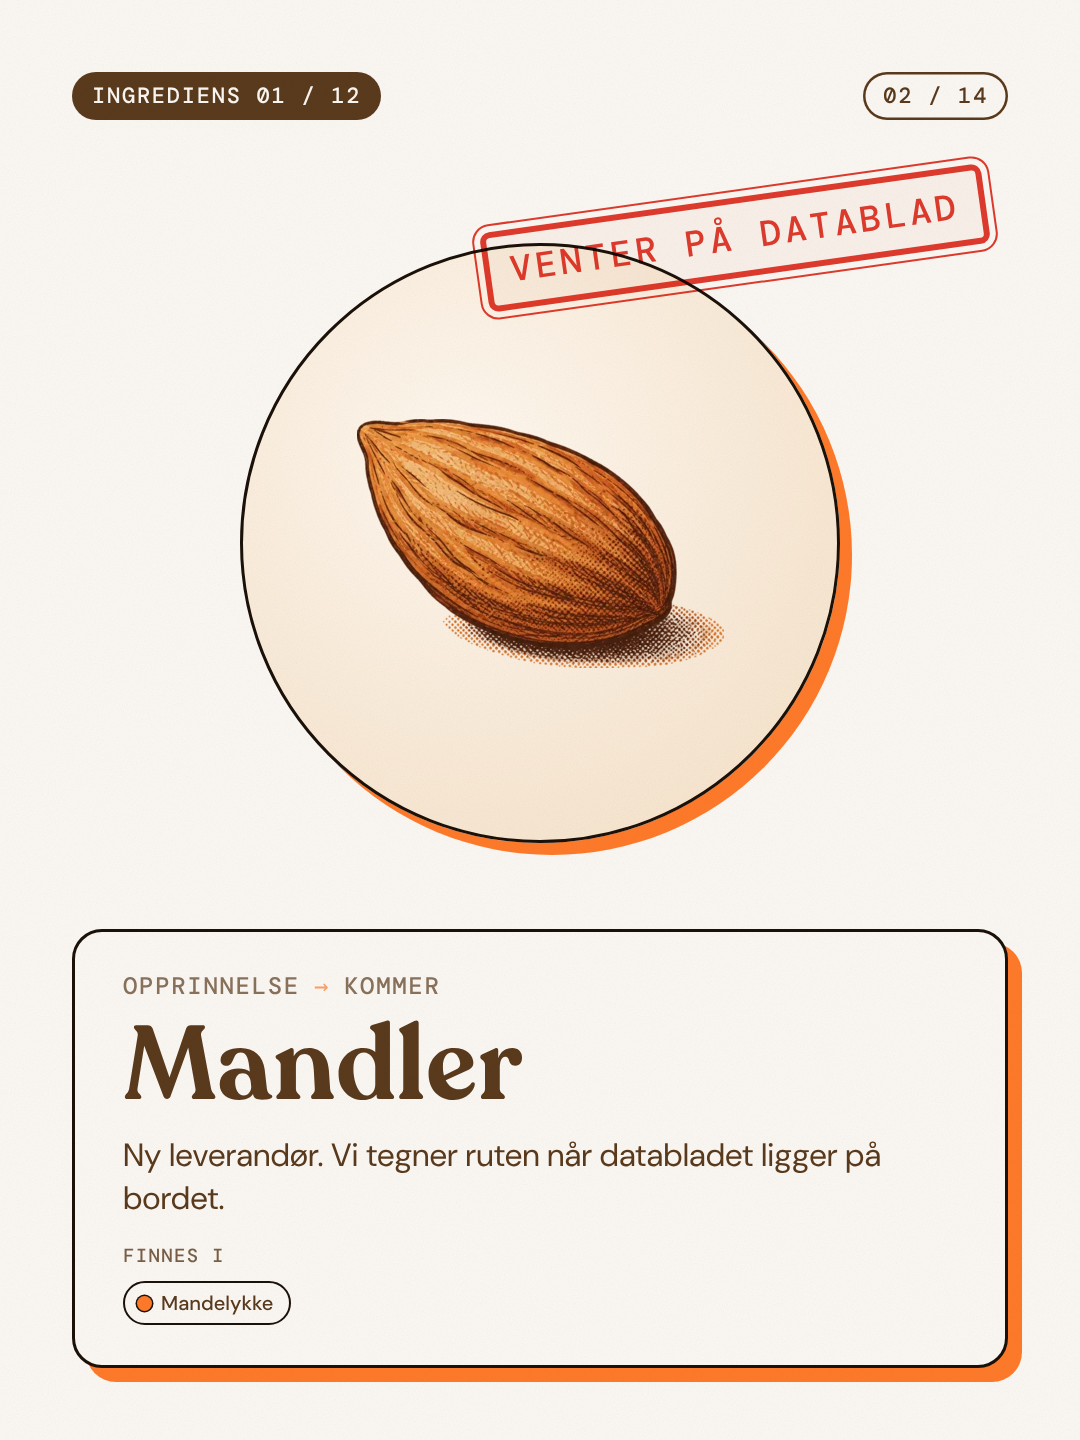 INGREDIENS 01 / 12
02 / 14
VENTER PÅ DATABLAD
OPPRINNELSE → KOMMER
Mandler
Ny leverandør. Vi tegner ruten når databladet ligger på
bordet.
FINNES I
Mandelykke